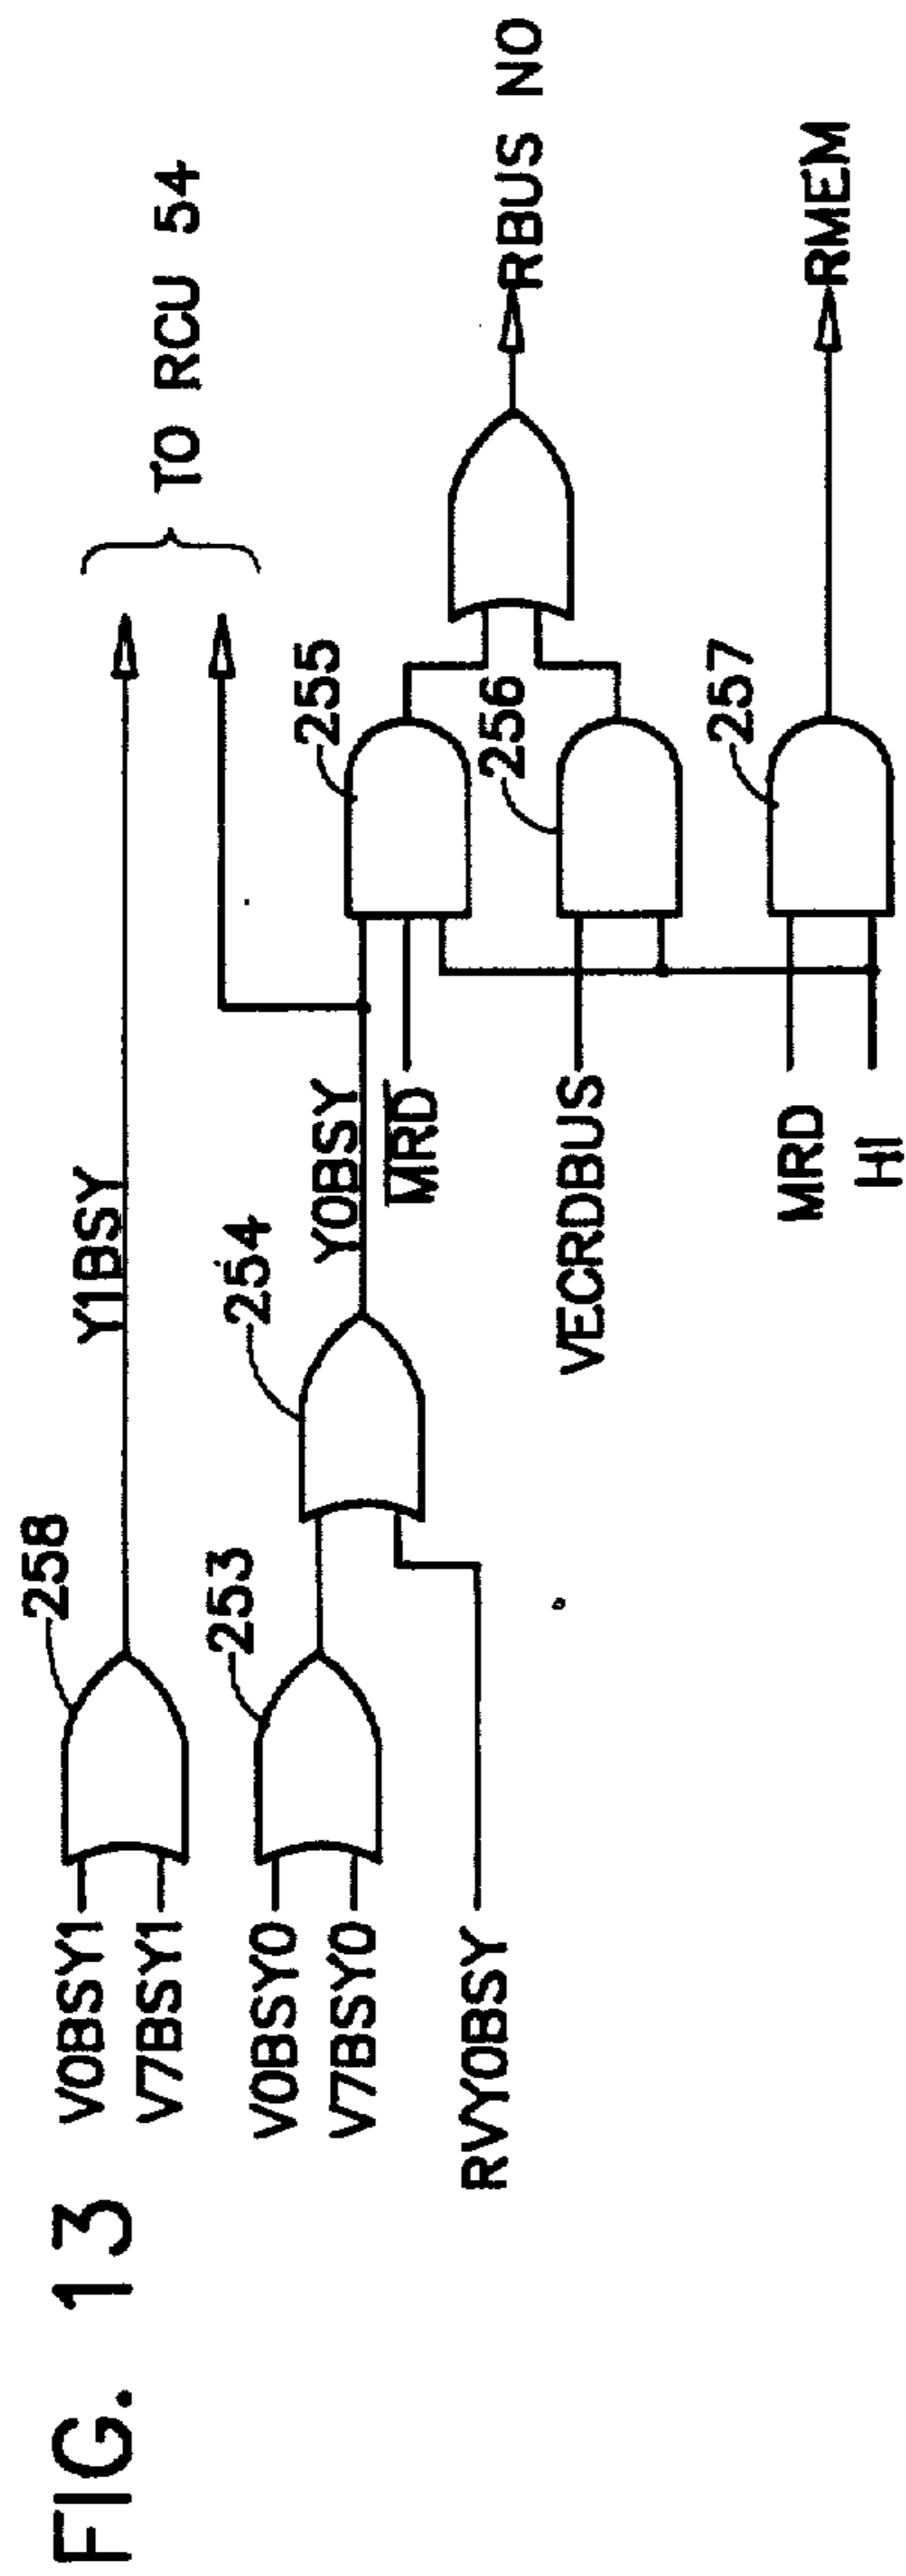 FIG. 13
V0BSY1
V7BSY1
258
Y1BSY
TO RCU 54
V0BSY0
V7BSY0
253
RVY0BSY
254
Y0BSY
MRD
255
VECRDBUS
256
RBUS NO
MRD
HI
257
RMEM